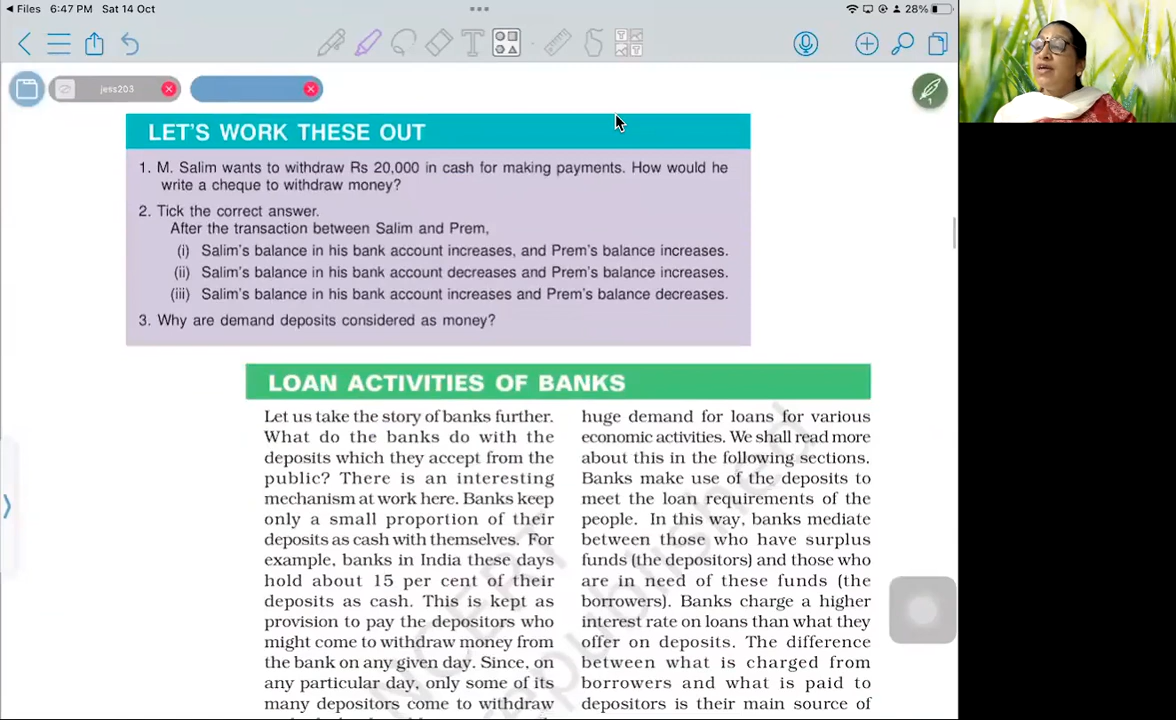 Files 6:47 PM Sat 14 Oct
28%
jess203
LET'S WORK THESE OUT
1. M. Salim wants to withdraw Rs 20,000 in cash for making payments. How would he
write a cheque to withdraw money?
2. Tick the correct answer.
After the transaction between Salim and Prem,
(i) Salim's balance in his bank account increases, and Prem's balance increases.
(ii) Salim's balance in his bank account decreases and Prem's balance increases.
(iii) Salim's balance in his bank account increases and Prem's balance decreases.
3. Why are demand deposits considered as money?
LOAN ACTIVITIES OF BANKS
Let us take the story of banks further.
What do the banks do with the
deposits which they accept from the
public? There is an interesting
mechanism at work here. Banks keep
only a small proportion of their
deposits as cash with themselves. For
example, banks in India these days
hold about 15 per cent of their
deposits as cash. This is kept as
provision to pay the depositors who
might come to withdraw money from
the bank on any given day. Since, on
any particular day, only some of its
many depositors come to withdraw
huge demand for loans for various
economic activities. We shall read more
about this in the following sections.
Banks make use of the deposits to
meet the loan requirements of the
people. In this way, banks mediate
between those who have surplus
funds (the depositors) and those who
are in need of these funds (the
borrowers). Banks charge a higher
interest rate on loans than what they
offer on deposits. The difference
between what is charged from
borrowers and what is paid to
depositors is their main source of
NCERT
republished